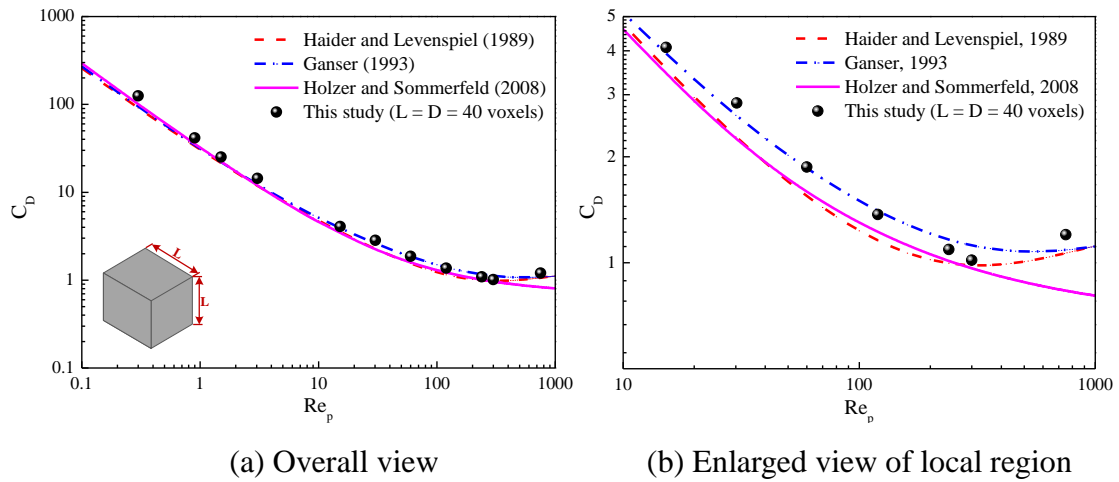 1000
100
10
1
0.1
C_D
0.1
1
10
100
1000
Re_p
Haider and Levenspiel (1989)
Ganser (1993)
Holzer and Sommerfeld (2008)
This study (L = D = 40 voxels)
L
L
(a) Overall view
5
4
3
2
1
C_D
10
100
1000
Re_p
Haider and Levenspiel, 1989
Ganser, 1993
Holzer and Sommerfeld, 2008
This study (L = D = 40 voxels)
(b) Enlarged view of local region